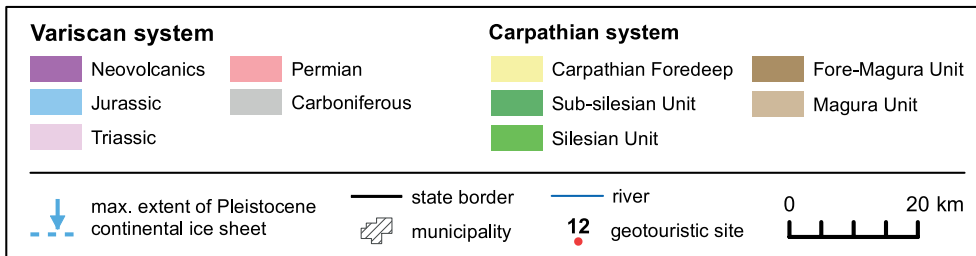 Variscan system
Neovolcanics
Jurassic
Triassic
Permian
Carboniferous
Carpathian system
Carpathian Foredeep
Sub-silesian Unit
Silesian Unit
Fore-Magura Unit
Magura Unit
max. extent of Pleistocene
continental ice sheet
state border
municipality
river
12 geotouristic site
0 20 km